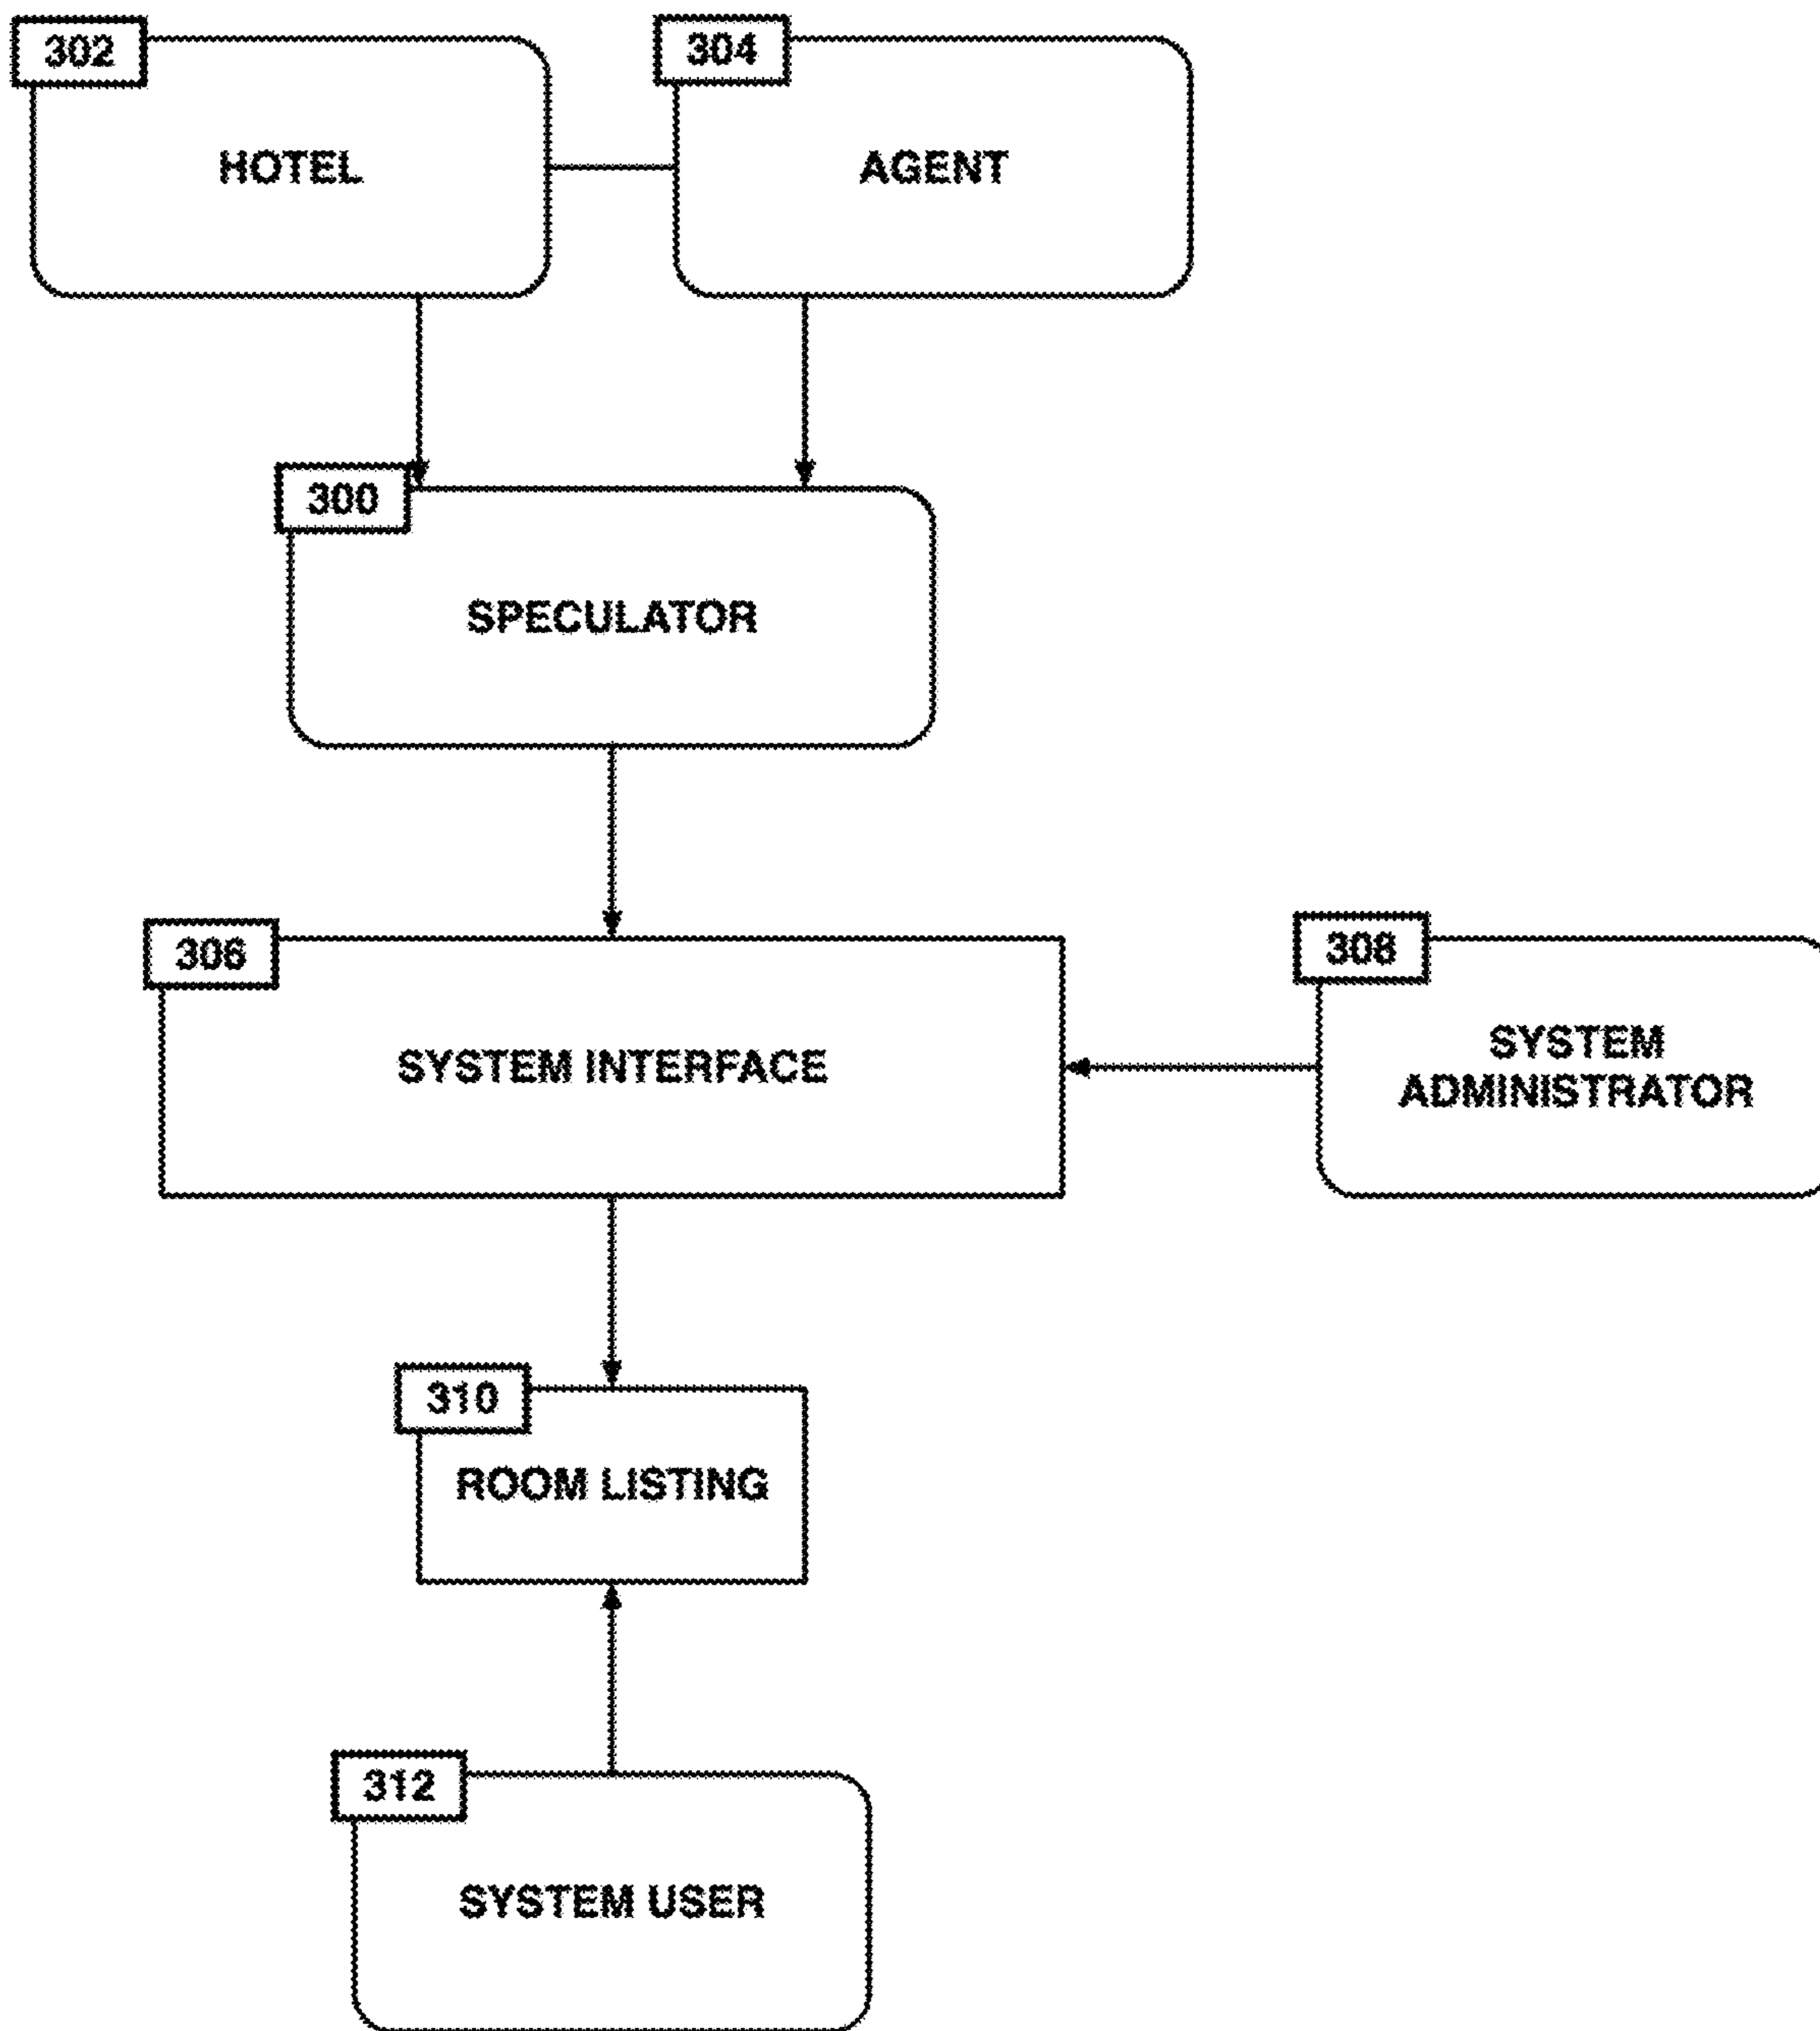 302
304
HOTEL
AGENT
300
SPECULATOR
306
308
SYSTEM INTERFACE
SYSTEM
ADMINISTRATOR
310
ROOM LISTING
312
SYSTEM USER